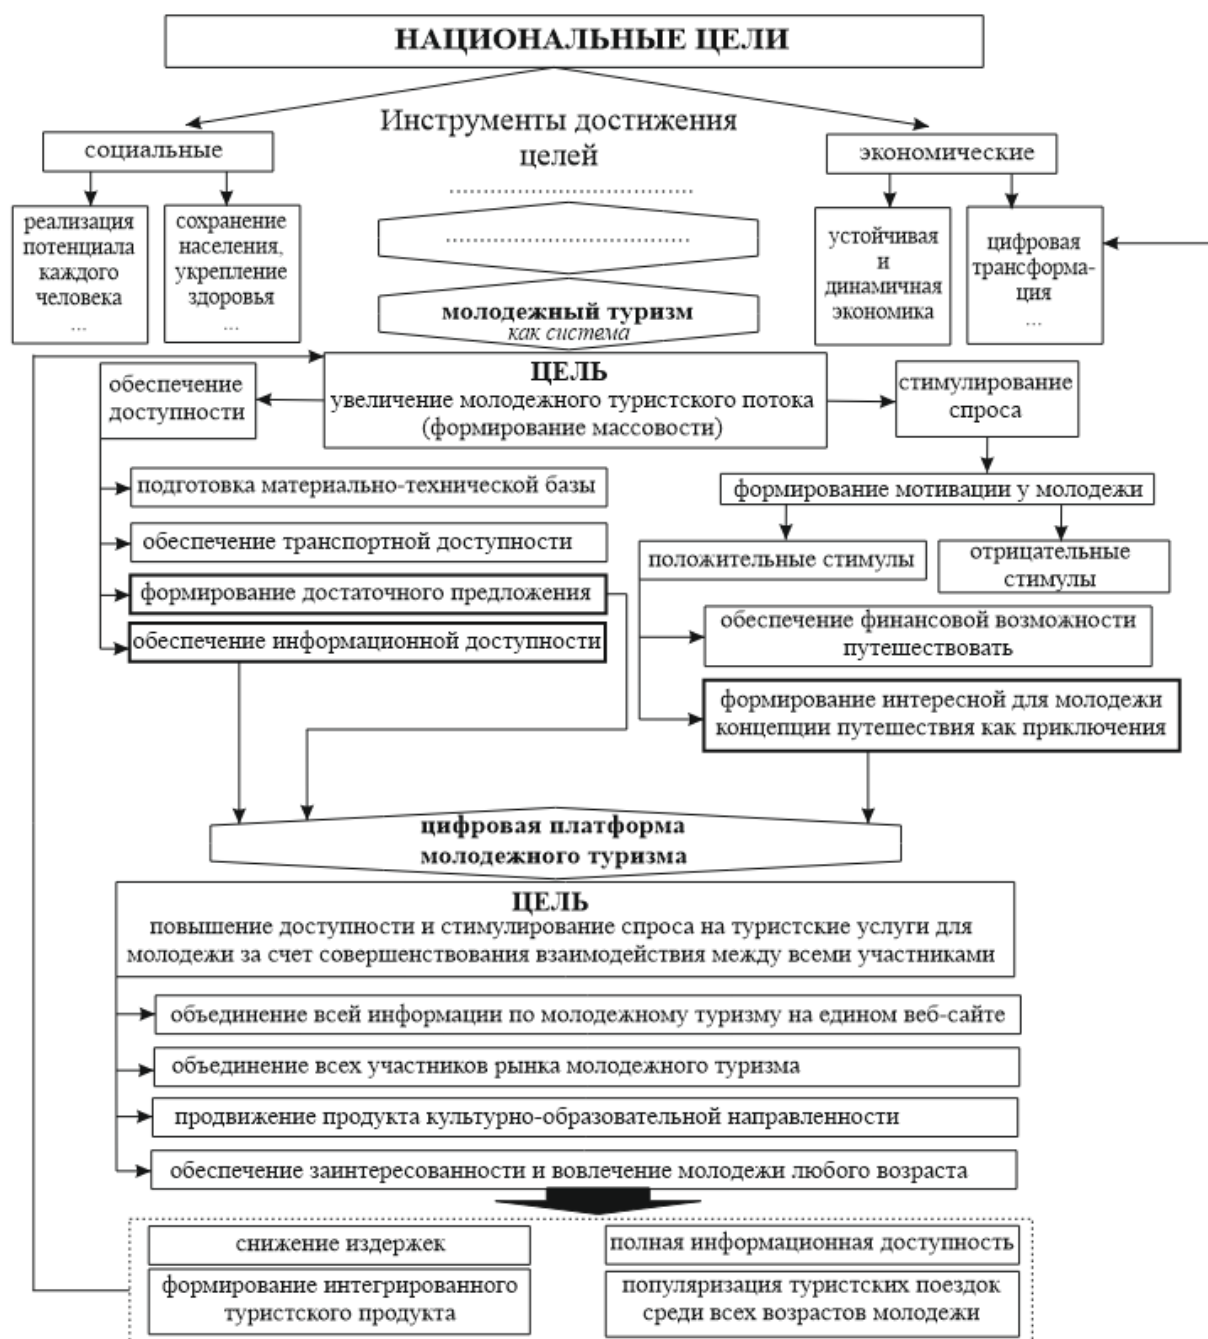 НАЦИОНАЛЬНЫЕ ЦЕЛИ
Инструменты достижения
целей
................................
................................
социальные
экономические
реализация
потенциала
каждого
человека
...
сохранение
населения,
укрепление
здоровья
...
устойчивая
и
динамичная
экономика
цифровая
трансформа-
ция
...
молодежный туризм
как система
ЦЕЛЬ
увеличение молодежного туристского потока
(формирование массовости)
обеспечение
доступности
стимулирование
спроса
подготовка материально-технической базы
обеспечение транспортной доступности
формирование достаточного предложения
обеспечение информационной доступности
формирование мотивации у молодежи
положительные стимулы
отрицательные
стимулы
обеспечение финансовой возможности
путешествовать
формирование интересной для молодежи
концепции путешествия как приключения
цифровая платформа
молодежного туризма
ЦЕЛЬ
повышение доступности и стимулирование спроса на туристские услуги для
молодежи за счет совершенствования взаимодействия между всеми участниками
объединение всей информации по молодежному туризму на едином веб-сайте
объединение всех участников рынка молодежного туризма
продвижение продукта культурно-образовательной направленности
обеспечение заинтересованности и вовлечение молодежи любого возраста
снижение издержек
полная информационная доступность
формирование интегрированного
туристского продукта
популяризация туристских поездок
среди всех возрастов молодежи